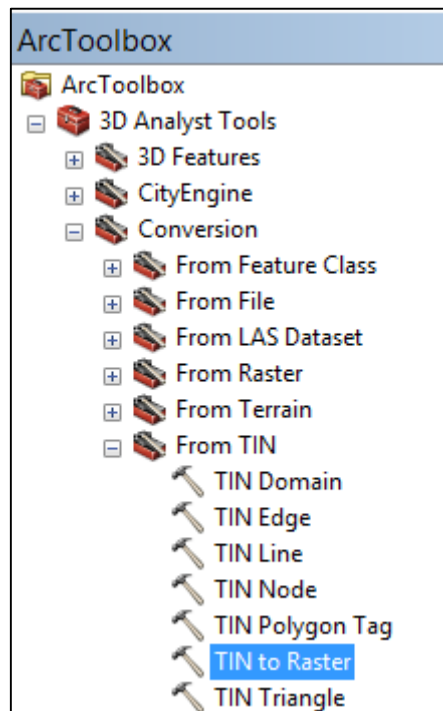 ArcToolbox
ArcToolbox
3D Analyst Tools
3D Features
CityEngine
Conversion
From Feature Class
From File
From LAS Dataset
From Raster
From Terrain
From TIN
TIN Domain
TIN Edge
TIN Line
TIN Node
TIN Polygon Tag
TIN to Raster
TIN Triangle